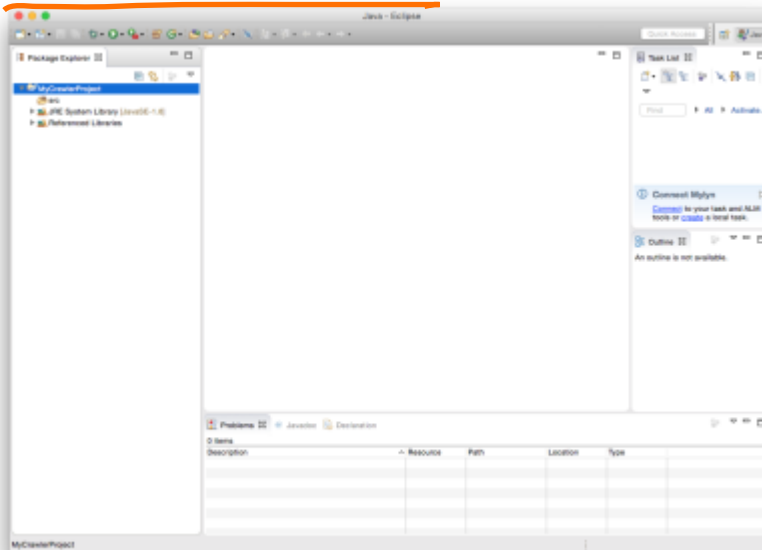 Java - Eclipse
Quick Access
Package Explorer
MyCrawlerProject
src
JRE System Library [JavaSE-1.6]
Referenced Libraries
Task List
Find
All
Activate.
Connect Mylyn
Connect to your task and ALM
tools or create a local task.
Outline
An outline is not available.
Problems
Javadoc
Declaration
0 items
Description
Resource
Path
Location
Type
MyCrawlerProject